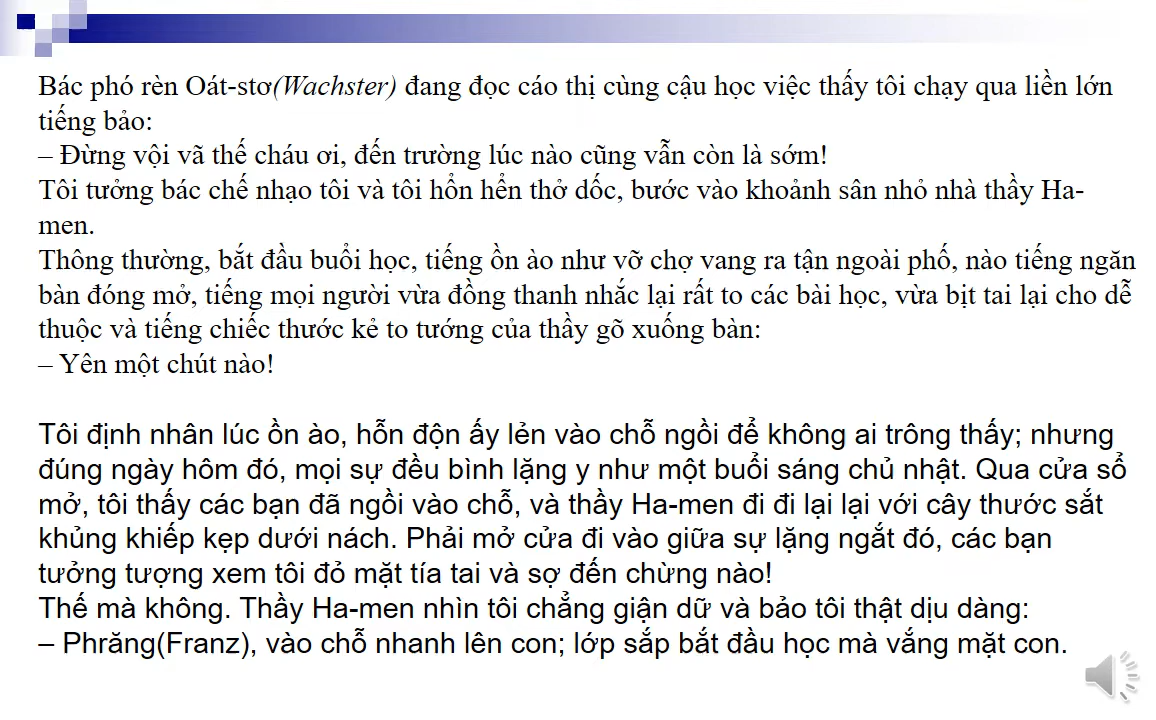 Bác phó rèn Oát-stơ(Wachster) đang đọc cáo thị cùng cậu học việc thấy tôi chạy qua liền lớn
tiếng bảo:
– Đừng vội vã thế cháu ơi, đến trường lúc nào cũng vẫn còn là sớm!
Tôi tưởng bác chế nhạo tôi và tôi hổn hển thở dốc, bước vào khoảnh sân nhỏ nhà thầy Ha-
men.
Thông thường, bắt đầu buổi học, tiếng ồn ào như vỡ chợ vang ra tận ngoài phố, nào tiếng ngăn
bàn đóng mở, tiếng mọi người vừa đồng thanh nhắc lại rất to các bài học, vừa bịt tai lại cho dễ
thuộc và tiếng chiếc thước kẻ to tướng của thầy gõ xuống bàn:
– Yên một chút nào!
Tôi định nhân lúc ồn ào, hỗn độn ấy lẻn vào chỗ ngồi để không ai trông thấy; nhưng
đúng ngày hôm đó, mọi sự đều bình lặng y như một buổi sáng chủ nhật. Qua cửa sổ
mở, tôi thấy các bạn đã ngồi vào chỗ, và thầy Ha-men đi đi lại lại với cây thước sắt
khủng khiếp kẹp dưới nách. Phải mở cửa đi vào giữa sự lặng ngắt đó, các bạn
tưởng tượng xem tôi đỏ mặt tía tai và sợ đến chừng nào!
Thế mà không. Thầy Ha-men nhìn tôi chẳng giận dữ và bảo tôi thật dịu dàng:
– Phrăng(Franz), vào chỗ nhanh lên con; lớp sắp bắt đầu học mà vắng mặt con.